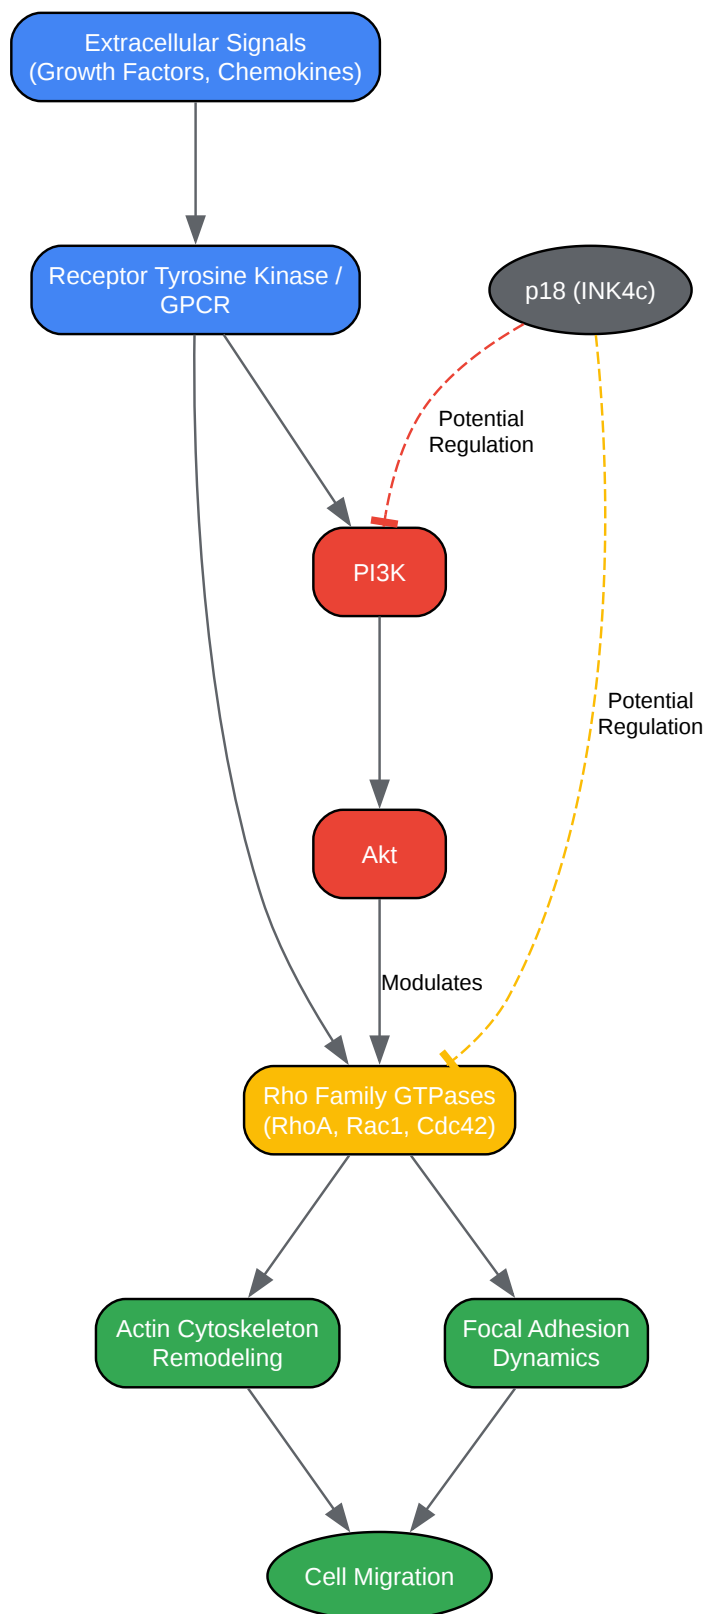 Extracellular Signals
(Growth Factors, Chemokines)
Receptor Tyrosine Kinase /
GPCR
p18 (INK4c)
Potential
Regulation
PI3K
Potential
Regulation
Akt
Modulates
Rho Family GTPases
(RhoA, Rac1, Cdc42)
Actin Cytoskeleton
Remodeling
Focal Adhesion
Dynamics
Cell Migration